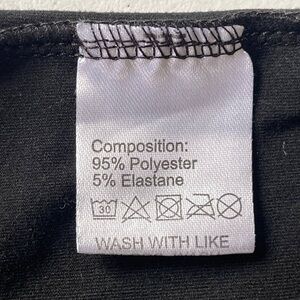 Composition:
95% Polyester
5% Elastane
30
WASH WITH LIKE